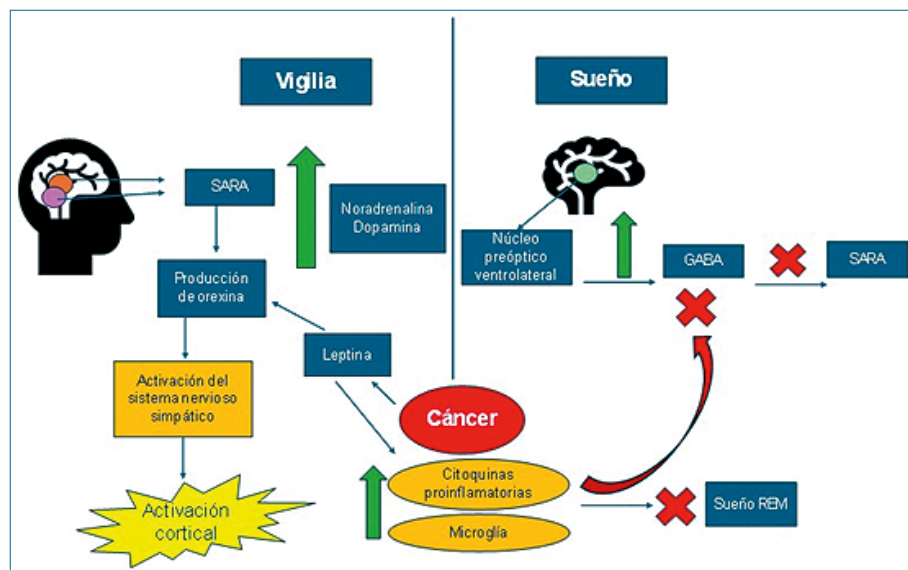 Vigilia
Sueño
SARA
Noradrenalina
Dopamina
Producción
de orexina
Leptina
Activación del
sistema nervioso
simpático
Activación
cortical
Núcleo
preóptico
ventrolateral
GABA
SARA
Cáncer
Citoquinas
proinflamatorias
Microglía
Sueño REM